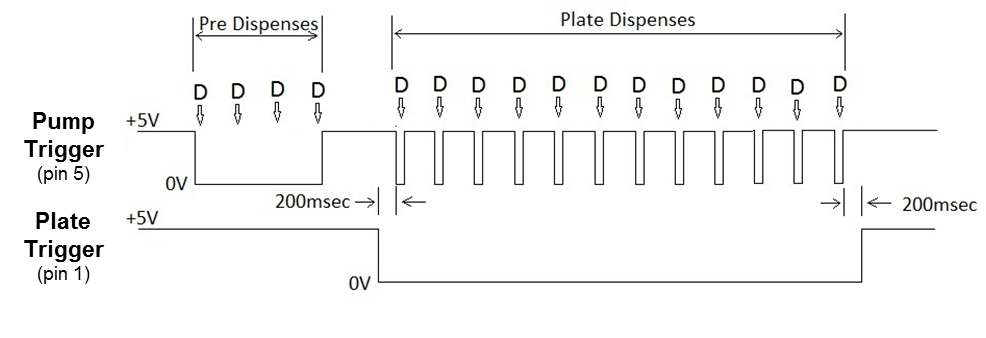 Pre Dispenses
Plate Dispenses
D D D D D D D D D D D D D D D D
Pump
Trigger
(pin 5)
+5V
0V
200msec
200msec
Plate
Trigger
(pin 1)
+5V
0V